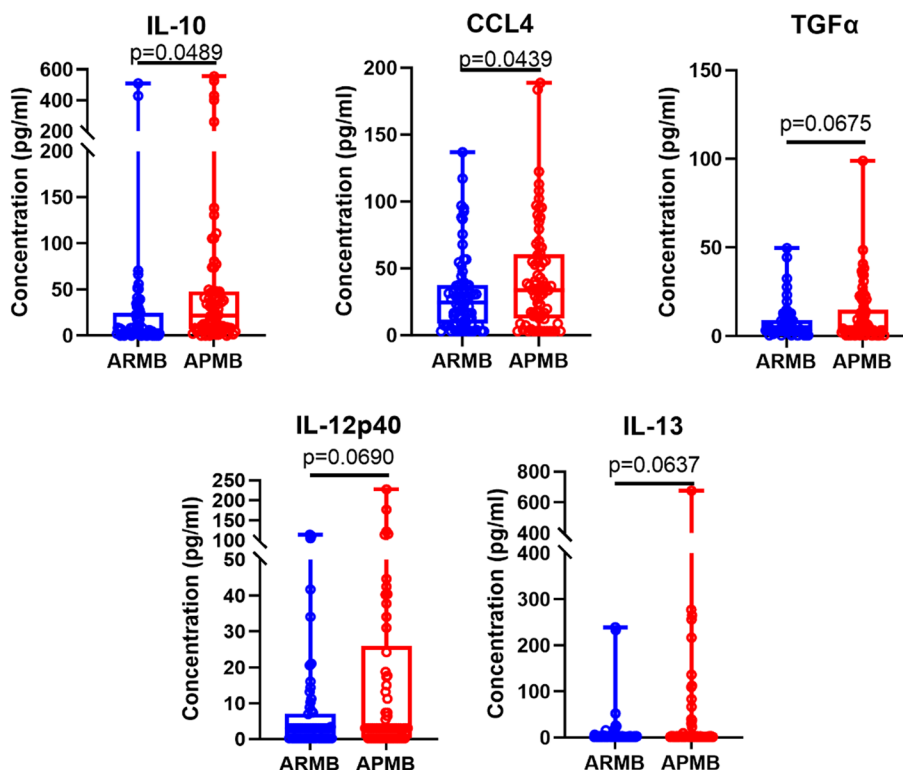 IL-10
p=0.0489
Concentration (pg/ml)
600
400
200
200
150
100
50
0
ARMB APMB
CCL4
p=0.0439
Concentration (pg/ml)
200
150
100
50
0
ARMB APMB
TGFα
p=0.0675
Concentration (pg/ml)
150
100
50
0
ARMB APMB
IL-12p40
p=0.0690
Concentration (pg/ml)
250
200
150
100
50
40
30
20
10
0
ARMB APMB
IL-13
p=0.0637
Concentration (pg/ml)
800
600
400
400
300
200
100
0
ARMB APMB